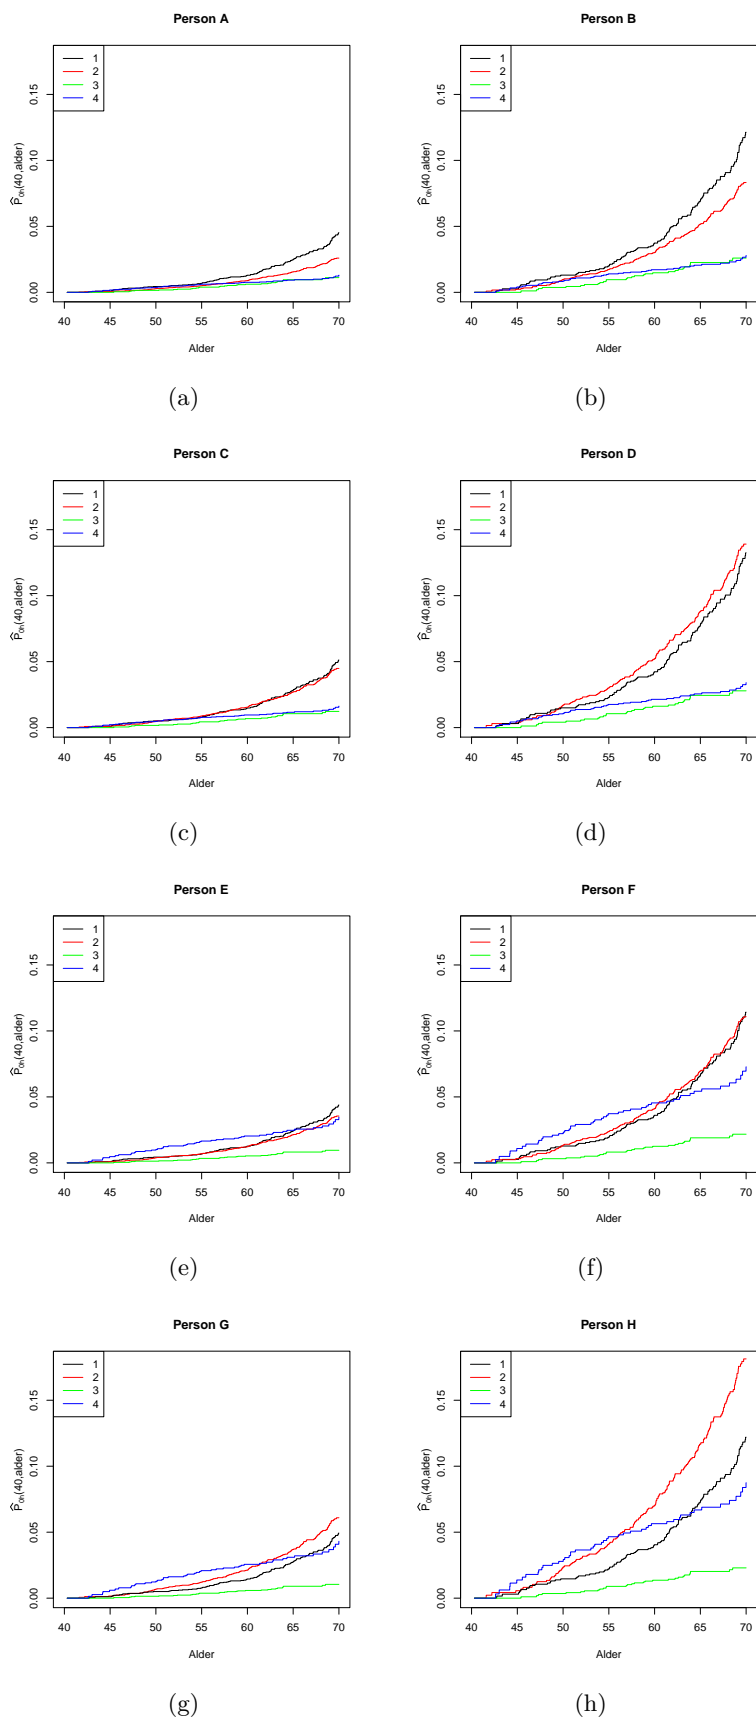 Person A
1
2
3
4
0.15
0.10
0.05
0.00
P̂0h(40,alder)
40 45 50 55 60 65 70
Alder
(a)
Person B
1
2
3
4
0.15
0.10
0.05
0.00
P̂0h(40,alder)
40 45 50 55 60 65 70
Alder
(b)
Person C
1
2
3
4
0.15
0.10
0.05
0.00
P̂0h(40,alder)
40 45 50 55 60 65 70
Alder
(c)
Person D
1
2
3
4
0.15
0.10
0.05
0.00
P̂0h(40,alder)
40 45 50 55 60 65 70
Alder
(d)
Person E
1
2
3
4
0.15
0.10
0.05
0.00
P̂0h(40,alder)
40 45 50 55 60 65 70
Alder
(e)
Person F
1
2
3
4
0.15
0.10
0.05
0.00
P̂0h(40,alder)
40 45 50 55 60 65 70
Alder
(f)
Person G
1
2
3
4
0.15
0.10
0.05
0.00
P̂0h(40,alder)
40 45 50 55 60 65 70
Alder
(g)
Person H
1
2
3
4
0.15
0.10
0.05
0.00
P̂0h(40,alder)
40 45 50 55 60 65 70
Alder
(h)